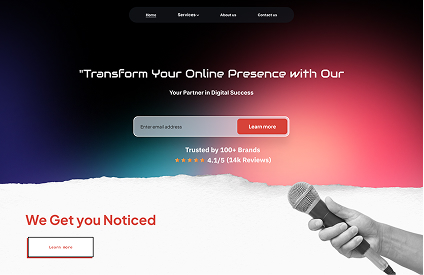 Home Services About us Contact us
"Transform Your Online Presence with Our
Your Partner in Digital Success
Enter email address Learn more
Trusted by 100+ Brands
★★★★★ 4.1/5 (14k Reviews)
We Get you Noticed
Learn more